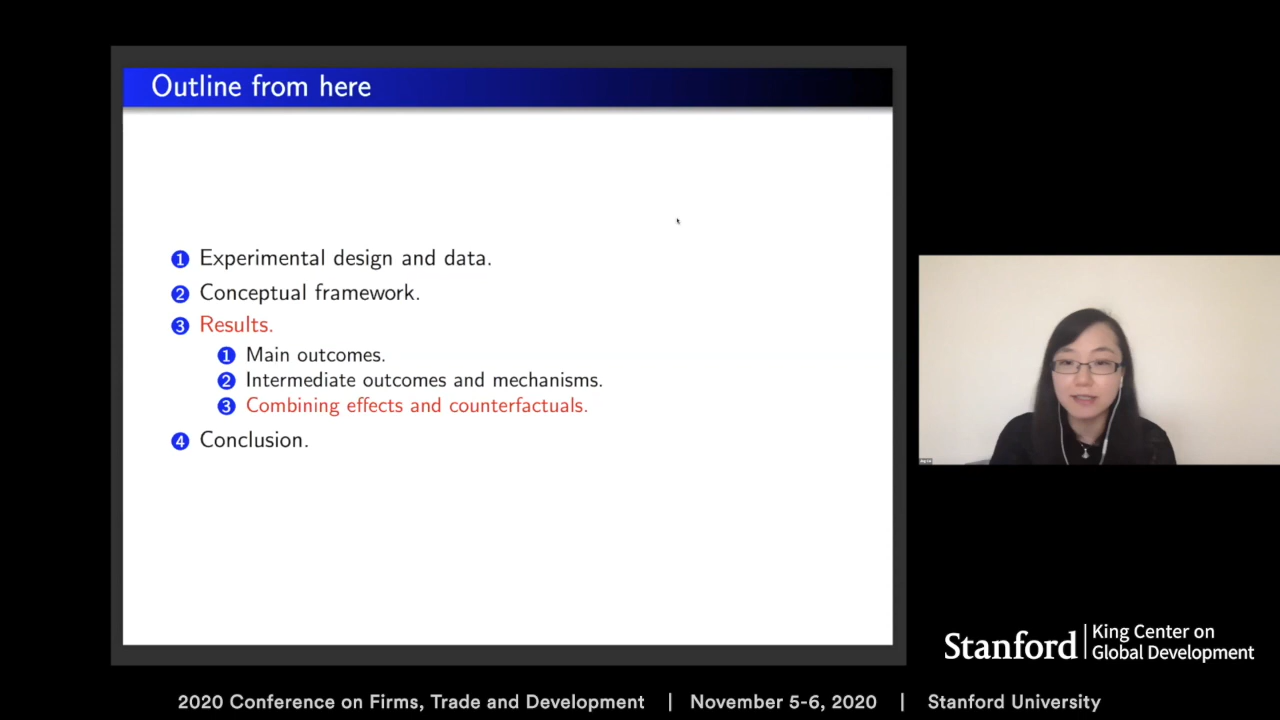 Outline from here
1 Experimental design and data.
2 Conceptual framework.
3 Results.
1 Main outcomes.
2 Intermediate outcomes and mechanisms.
3 Combining effects and counterfactuals.
4 Conclusion.
Stanford | King Center on
Global Development
2020 Conference on Firms, Trade and Development | November 5-6, 2020 | Stanford University